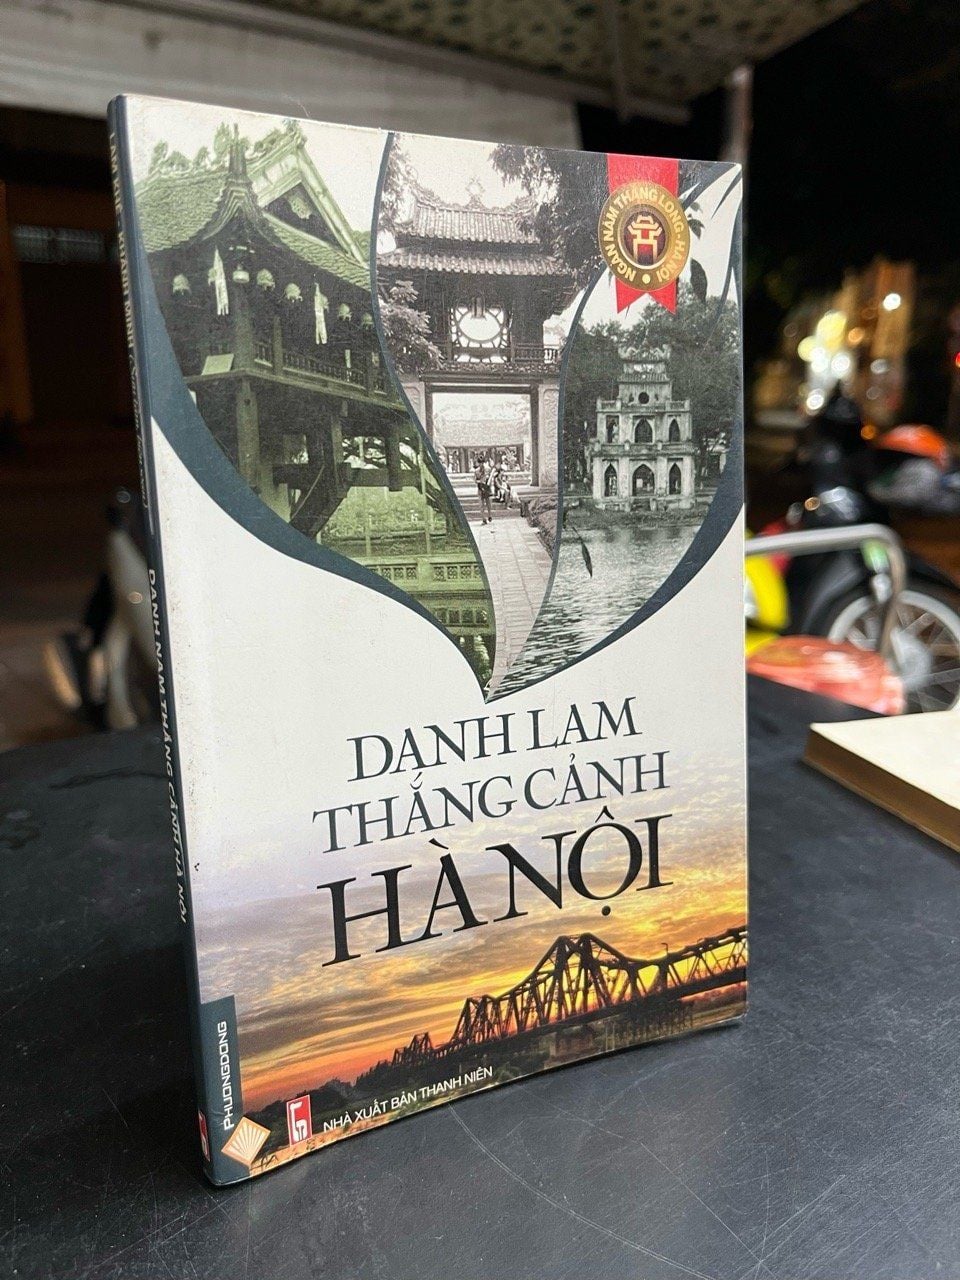 NGÀN NĂM THĂNG LONG - HÀ NỘI
DANH LAM
THẮNG CẢNH
HÀ NỘI
NHÀ XUẤT BẢN THANH NIÊN
PHUONGDONG
DANH NAM THẮNG CẢNH HÀ NỘI